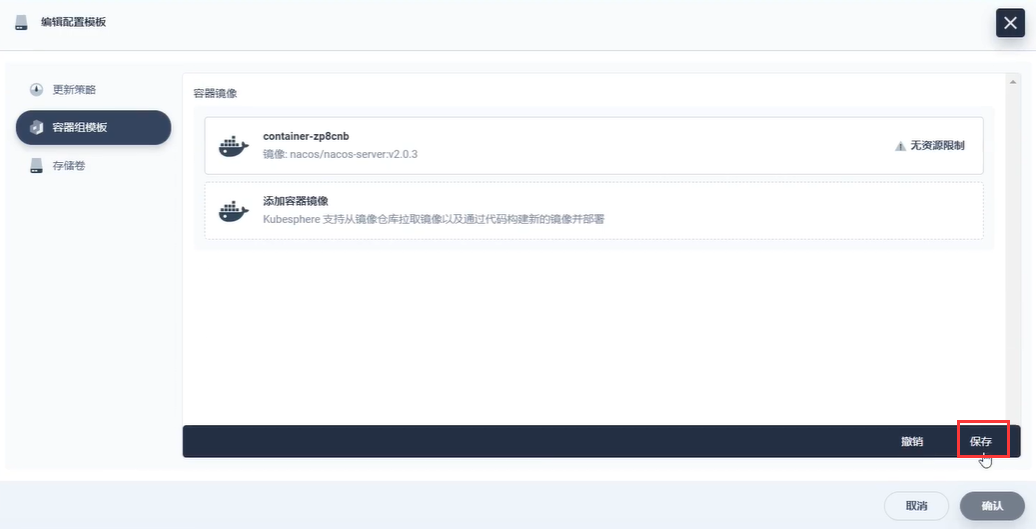 编辑配置模板
更新策略
容器组模板
存储卷
容器镜像
container-zp8cnb
镜像: nacos/nacos-server:v2.0.3
无资源限制
添加容器镜像
Kubesphere 支持从镜像仓库拉取镜像以及通过代码构建新的镜像并部署
撤销
保存
取消
确认